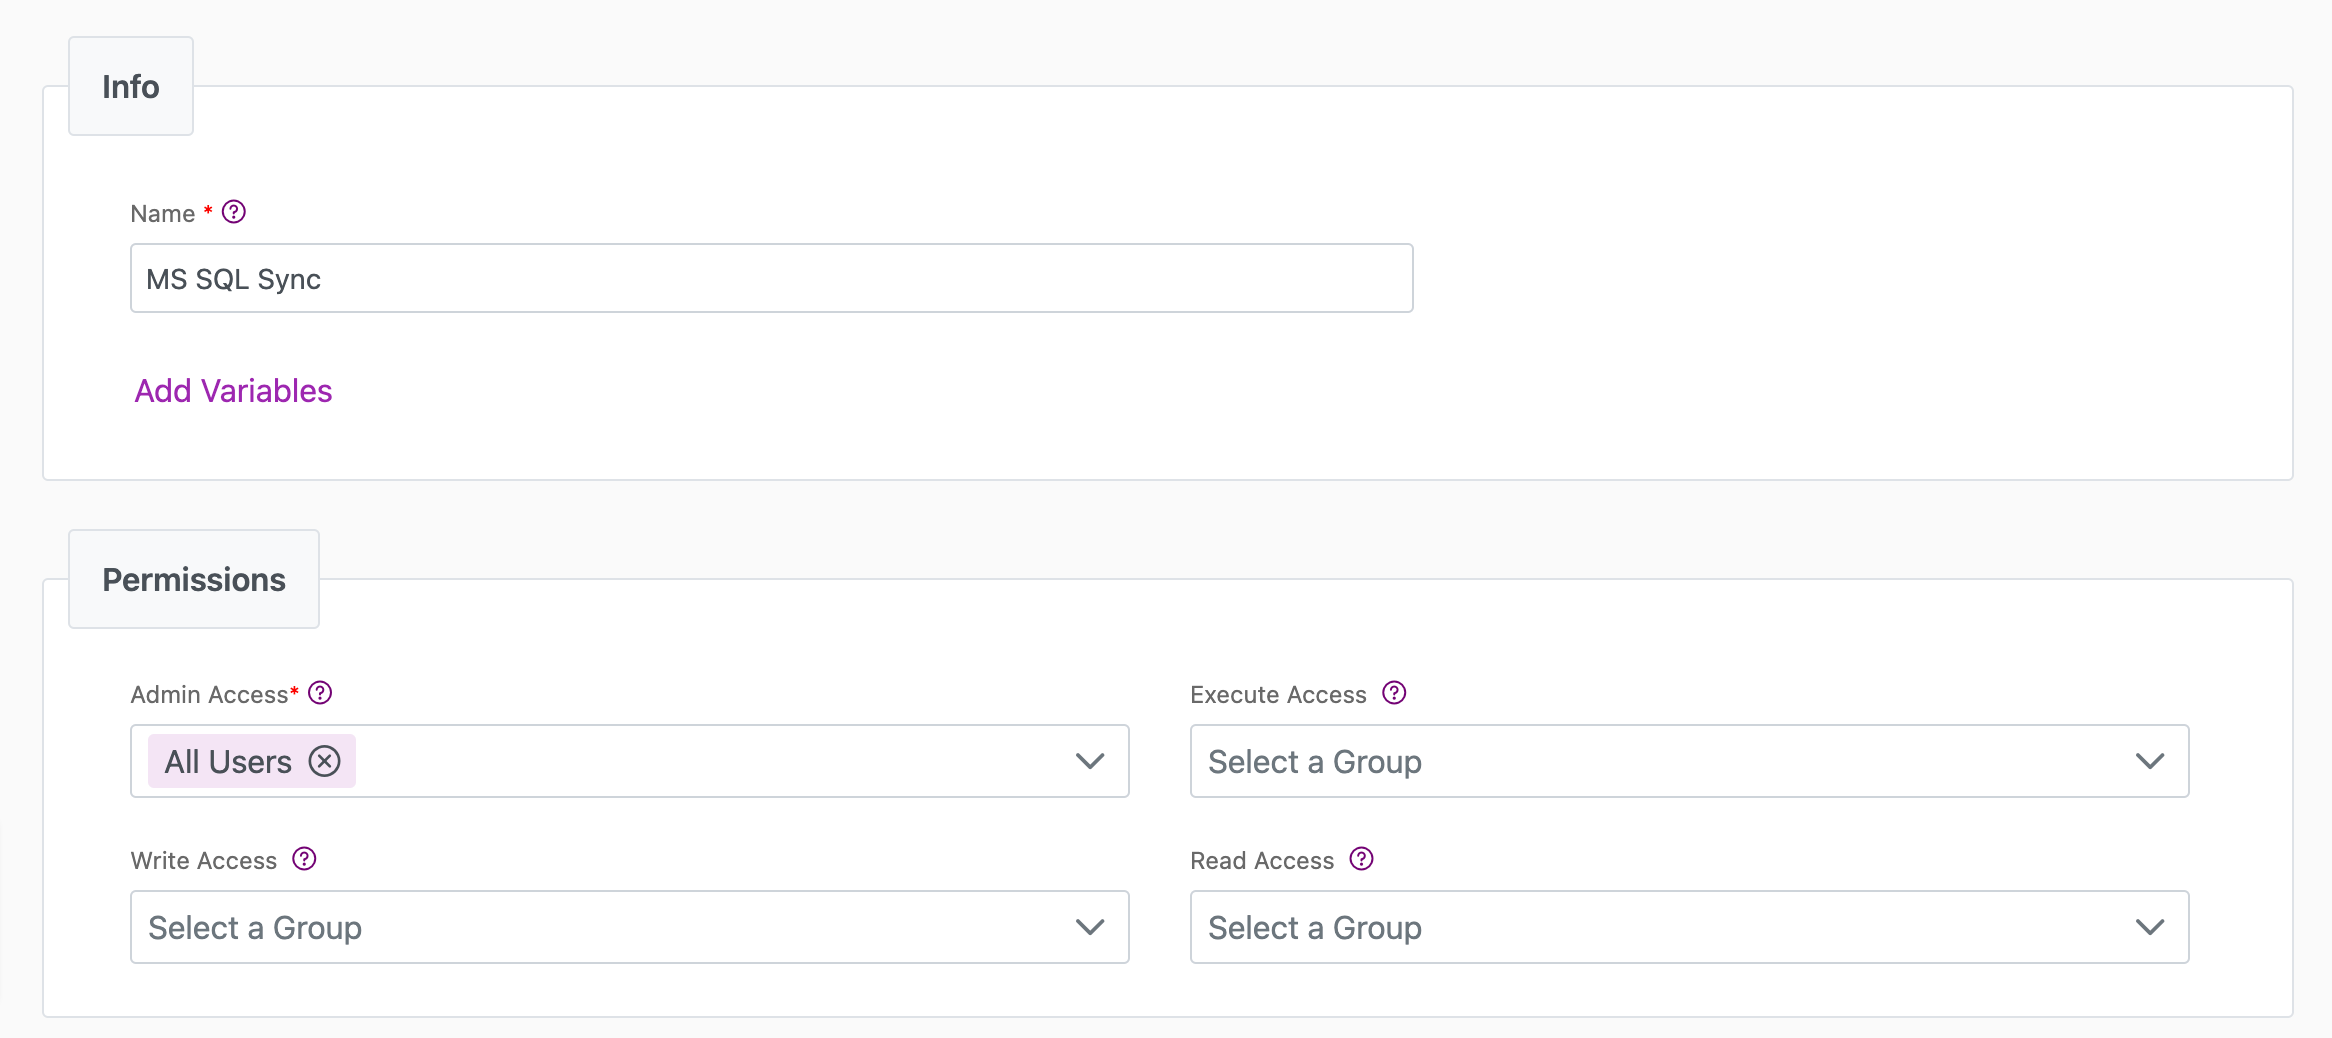 Info
Name *
MS SQL Sync
Add Variables
Permissions
Admin Access*
Execute Access
All Users
Select a Group
Write Access
Read Access
Select a Group
Select a Group